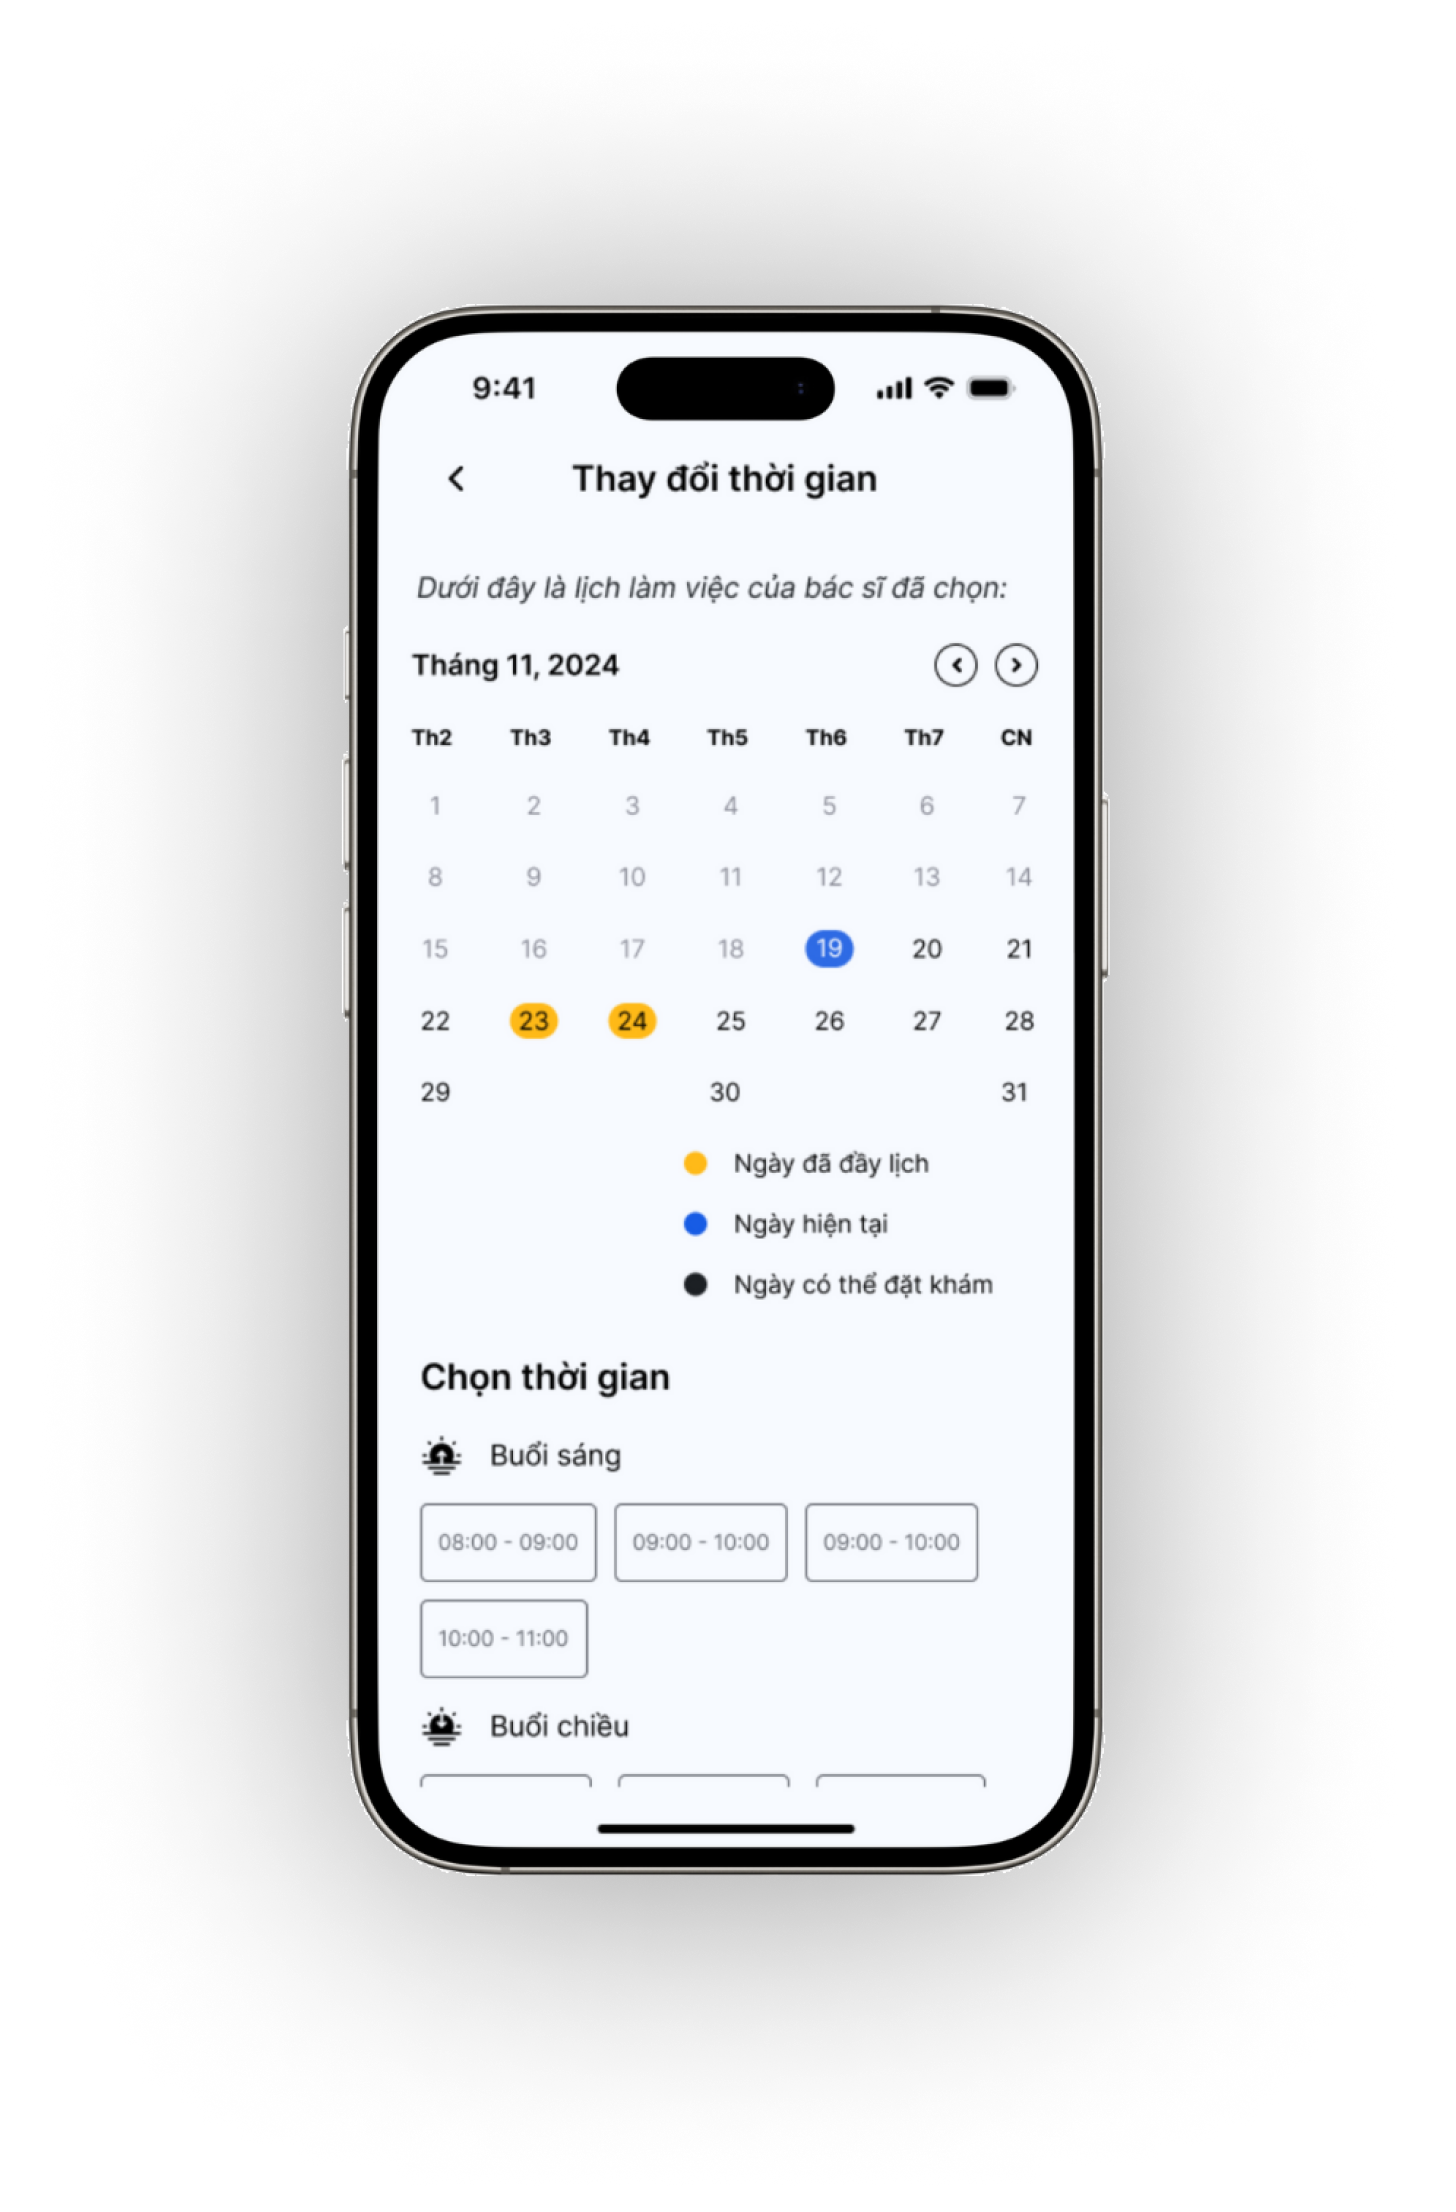 9:41
Thay đổi thời gian
Dưới đây là lịch làm việc của bác sĩ đã chọn:
Tháng 11, 2024
Th2 Th3 Th4 Th5 Th6 Th7 CN
1 2 3 4 5 6 7
8 9 10 11 12 13 14
15 16 17 18 19 20 21
22 23 24 25 26 27 28
29 30 31
Ngày đã đầy lịch
Ngày hiện tại
Ngày có thể đặt khám
Chọn thời gian
Buổi sáng
08:00 - 09:00 09:00 - 10:00 09:00 - 10:00
10:00 - 11:00
Buổi chiều